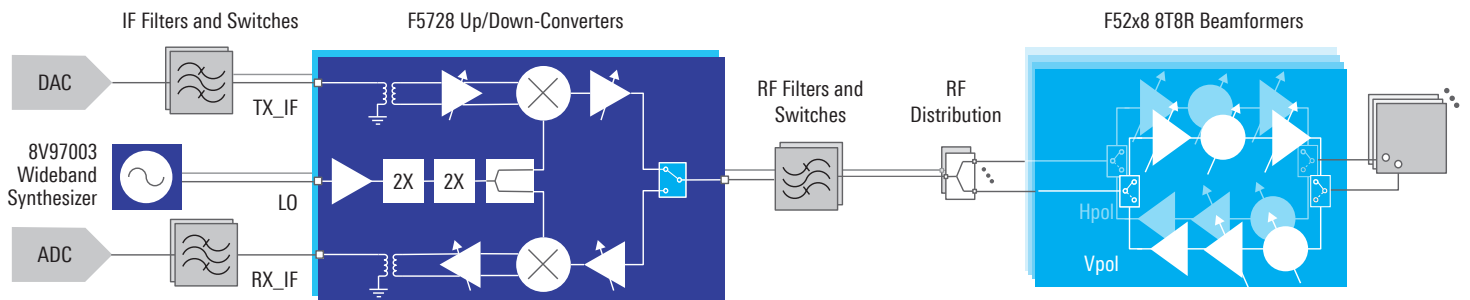 IF Filters and Switches
F5728 Up/Down-Converters
F52x8 8T8R Beamformers
DAC
TX_IF
8V97003
Wideband
Synthesizer
LO
2X
2X
ADC
RX_IF
RF Filters and
Switches
RF
Distribution
Hpol
Vpol